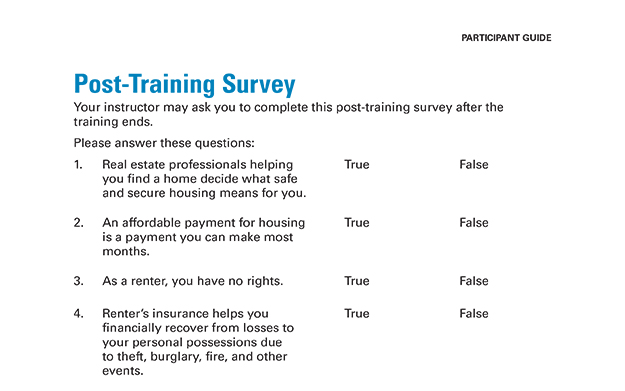 PARTICIPANT GUIDE
Post-Training Survey
Your instructor may ask you to complete this post-training survey after the
training ends.
Please answer these questions:
1. Real estate professionals helping True False
you find a home decide what safe
and secure housing means for you.
2. An affordable payment for housing True False
is a payment you can make most
months.
3. As a renter, you have no rights. True False
4. Renter’s insurance helps you True False
financially recover from losses to
your personal possessions due
to theft, burglary, fire, and other
events.